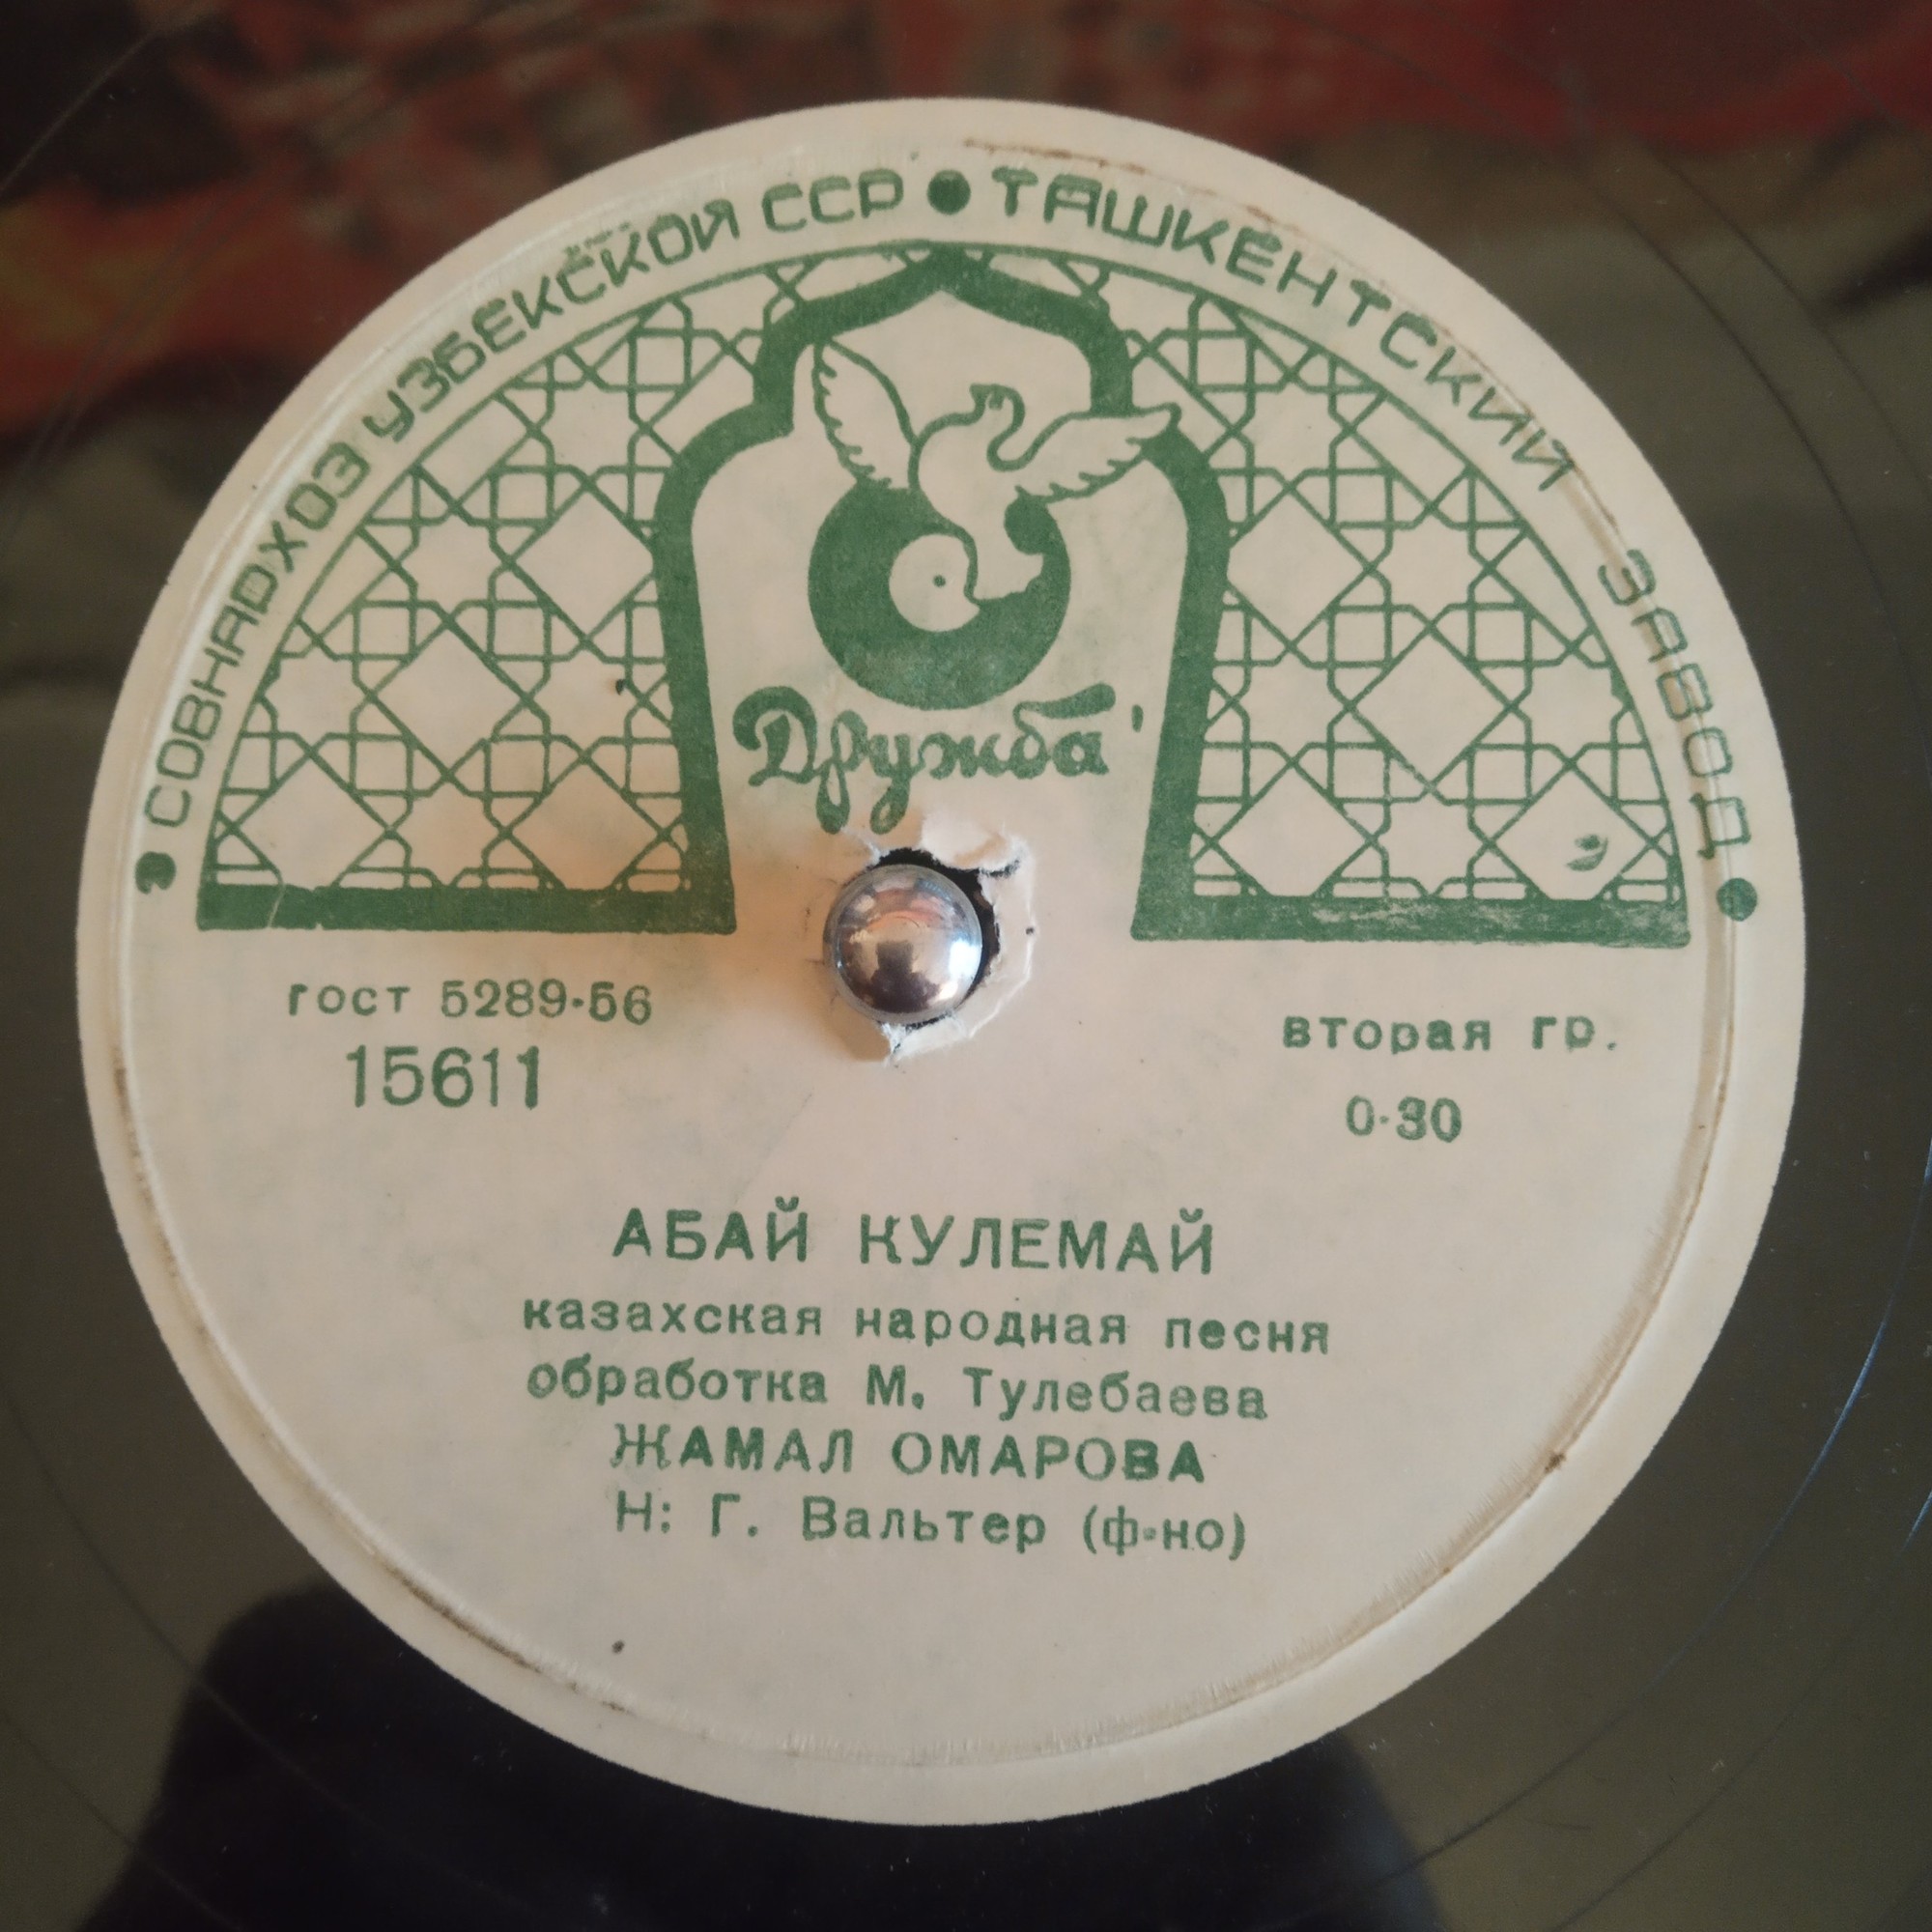 • СОВНАРХОЗ УЗБЕКСКОЙ ССР • ТАШКЕНТСКИЙ ЗАВОД •
Дружба
гост 5289-56
15611
вторая гр.
0-30
АБАЙ КУЛЕМАЙ
казахская народная песня
обработка М. Тулебаева
ЖАМАЛ ОМАРОВА
Н: Г. Вальтер (ф-но)